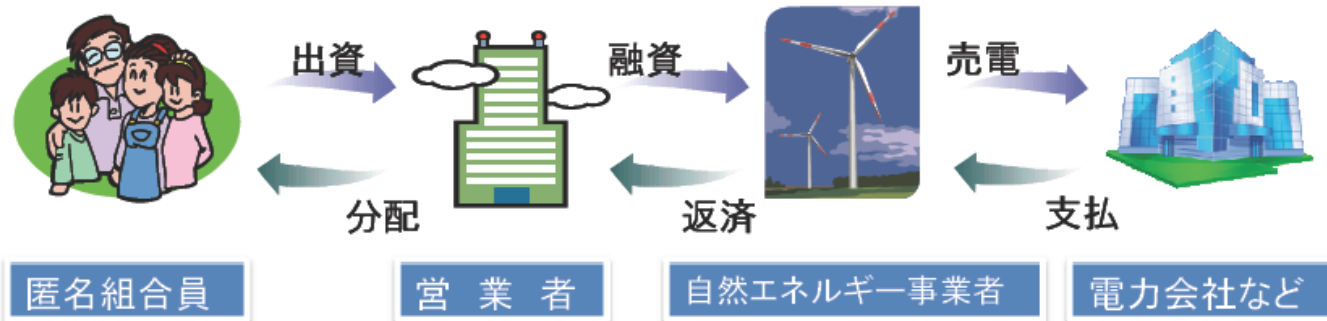 出資
融資
売電
分配
返済
支払
匿名組合員
営業者
自然エネルギー事業者
電力会社など